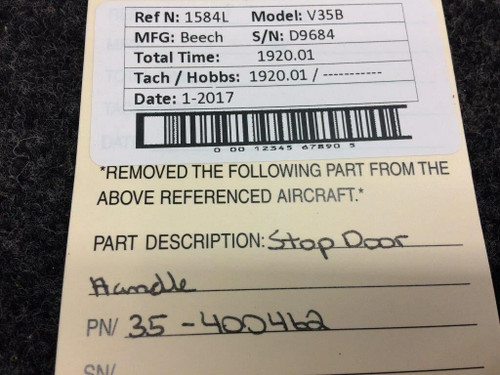 Ref N: 1584L Model: V35B
MFG: Beech S/N: D9684
Total Time: 1920.01
Tach / Hobbs: 1920.01 / -----------
Date: 1-2017
0 00 12345 67890 5
*REMOVED THE FOLLOWING PART FROM THE
ABOVE REFERENCED AIRCRAFT.*
PART DESCRIPTION: Stop Door
Handle
PN/ 35-400462
SN/